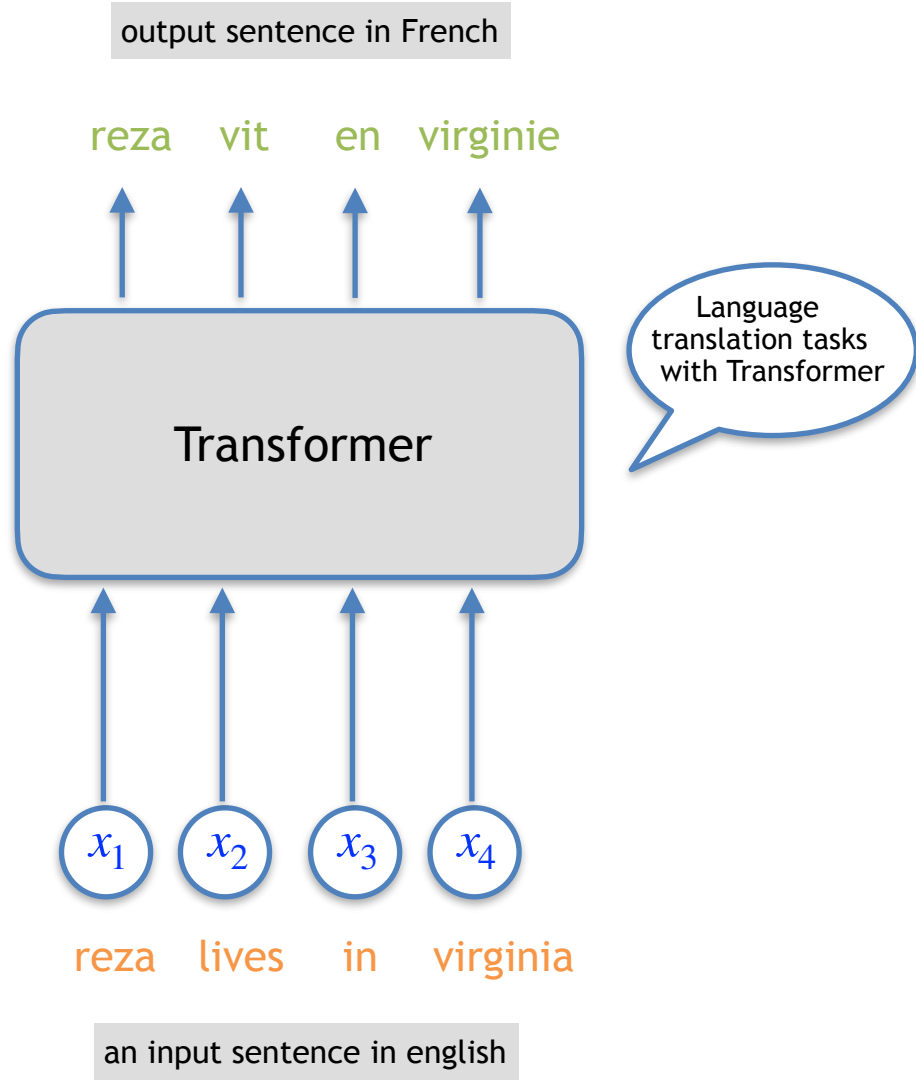 output sentence in French
reza vit en virginie
Language
translation tasks
with Transformer
Transformer
x₁ x₂ x₃ x₄
reza lives in virginia
an input sentence in english